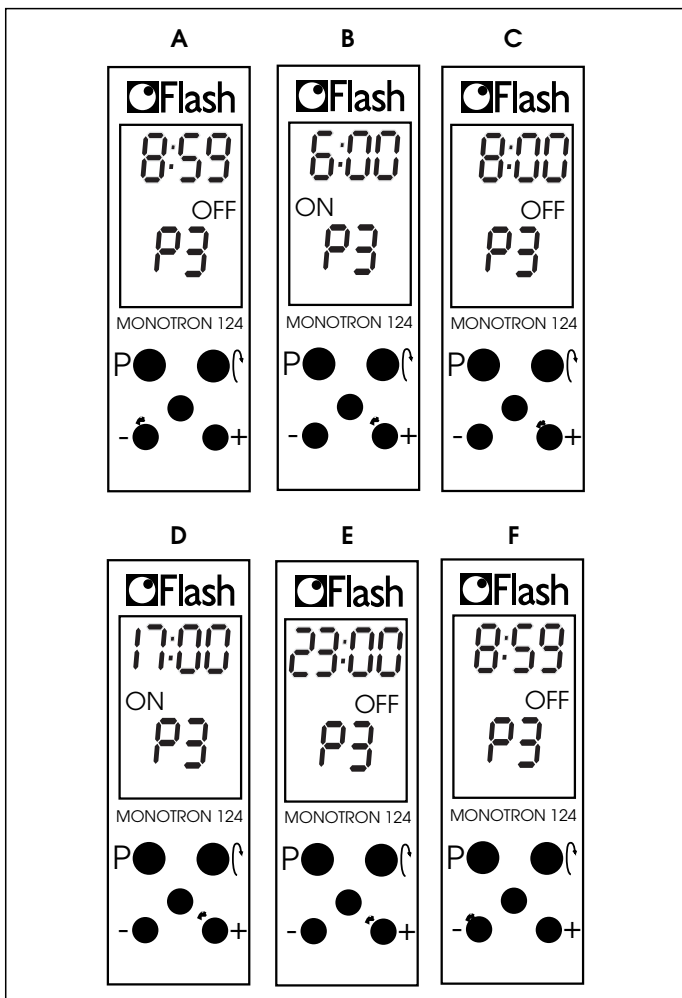 A
B
C
Flash
Flash
Flash
8:59
6:00
8:00
OFF
ON
OFF
P3
P3
P3
MONOTRON 124
MONOTRON 124
MONOTRON 124
P
P
P
- +
- +
- +
D
E
F
Flash
Flash
Flash
17:00
23:00
8:59
ON
OFF
OFF
P3
P3
P3
MONOTRON 124
MONOTRON 124
MONOTRON 124
P
P
P
- +
- +
- +